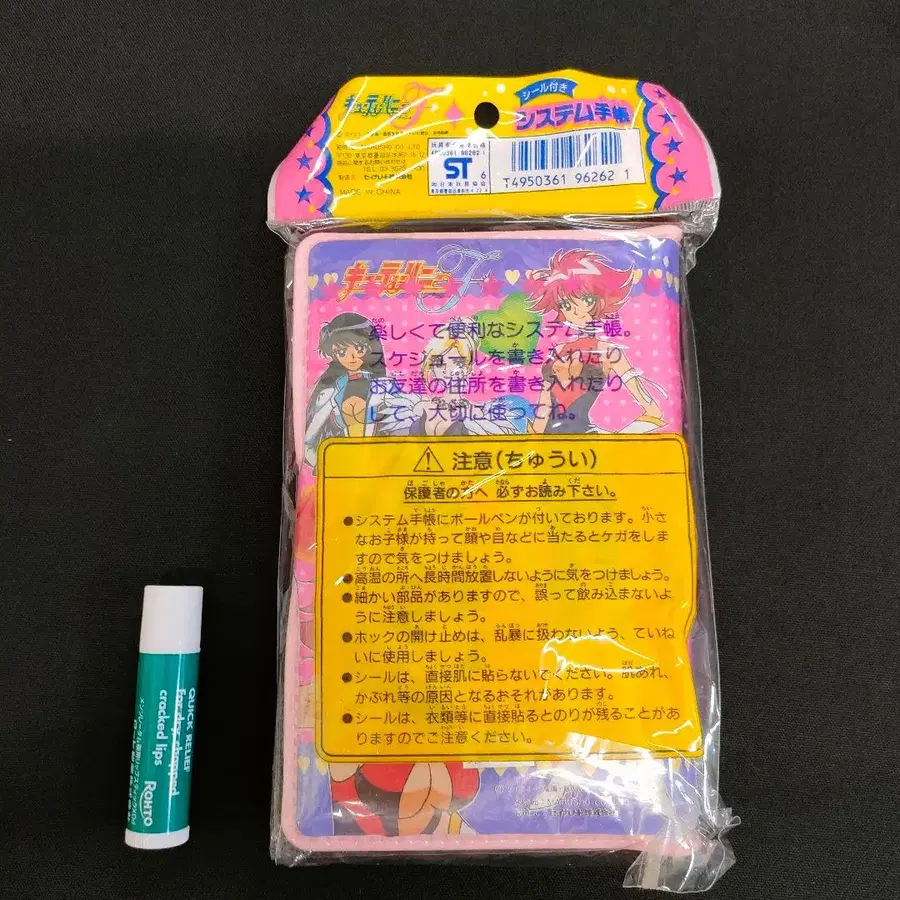 キューティーハニーF
シール付き
システム手帳
MADE IN CHINA
4950361 96262 1
ST
6
T4950361 96262 1
キューティーハニーF
楽しくて便利なシステム手帳。
スケジュールを書き入れたり
お友達の住所を書き入れたり
して、大切に使ってね。
注意(ちゅうい)
保護者の方へ 必ずお読み下さい。
●システム手帳にボールペンが付いております。小さ
なお子様が持って顔や目などに当たるとケガをしま
すので気をつけましょう。
●高温の所へ長時間放置しないように気をつけましょう。
●細かい部品がありますので、誤って飲み込まないよ
うに注意しましょう。
●ホックの開け止めは、乱暴に扱わないよう、ていね
いに使用しましょう。
●シールは、直接肌に貼らないでください。肌あれ、
かぶれ等の原因となるおそれがあります。
●シールは、衣類等に直接貼るとのりが残ることがあ
りますのでご注意ください。
QUICK RELIEF
for dry, chapped
cracked lips
ROHTO